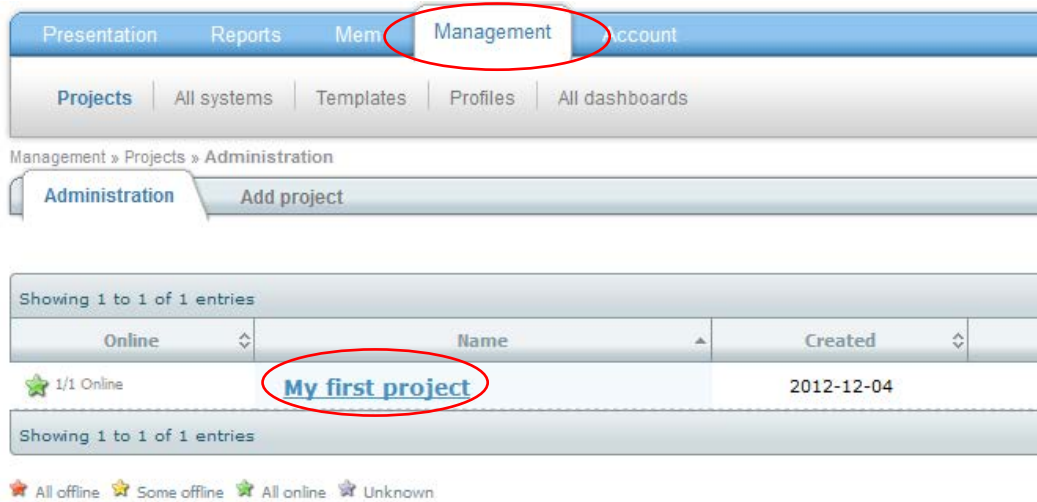 Presentation Reports Mem Management Account
Projects All systems Templates Profiles All dashboards
Management » Projects » Administration
Administration Add project
Showing 1 to 1 of 1 entries
Online Name Created
1/1 Online My first project 2012-12-04
Showing 1 to 1 of 1 entries
All offline Some offline All online Unknown